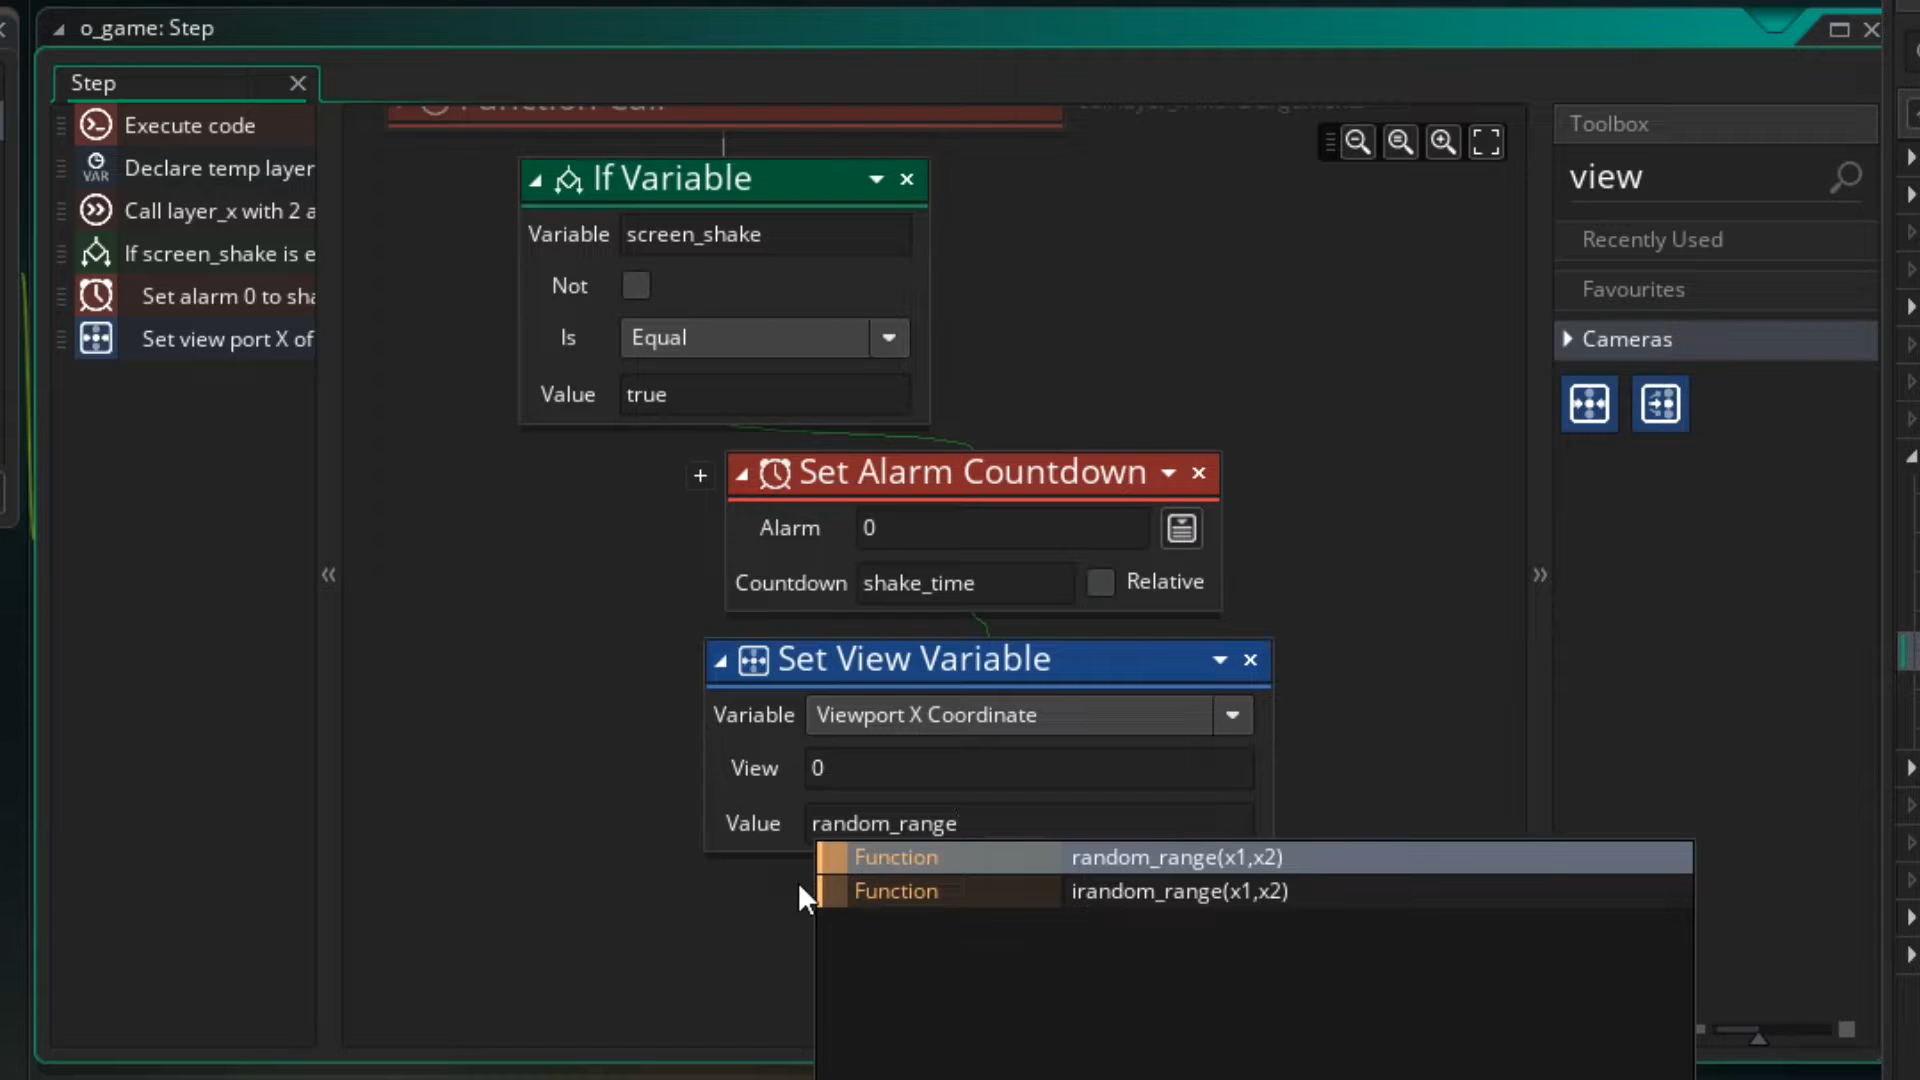 o_game: Step
Step
Execute code
VAR
Declare temp layer
Call layer_x with 2 a
If screen_shake is e
Set alarm 0 to sha
Set view port X of
Function Call
If Variable
Variable screen_shake
Not
Is Equal
Value true
+
Set Alarm Countdown
Alarm 0
Countdown shake_time Relative
Set View Variable
Variable Viewport X Coordinate
View 0
Value random_range
Function random_range(x1,x2)
Function irandom_range(x1,x2)
Toolbox
view
Recently Used
Favourites
Cameras